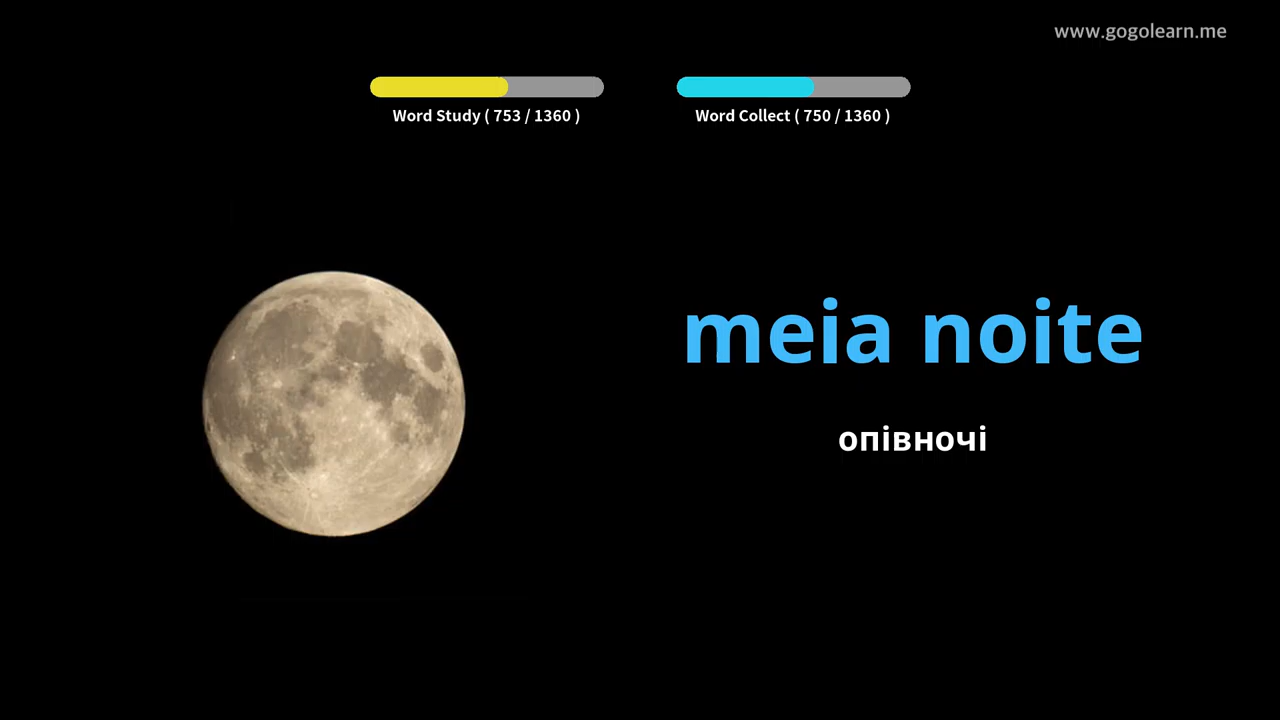 www.gogolearn.me
Word Study ( 753 / 1360 )
Word Collect ( 750 / 1360 )
meia noite
опівночі